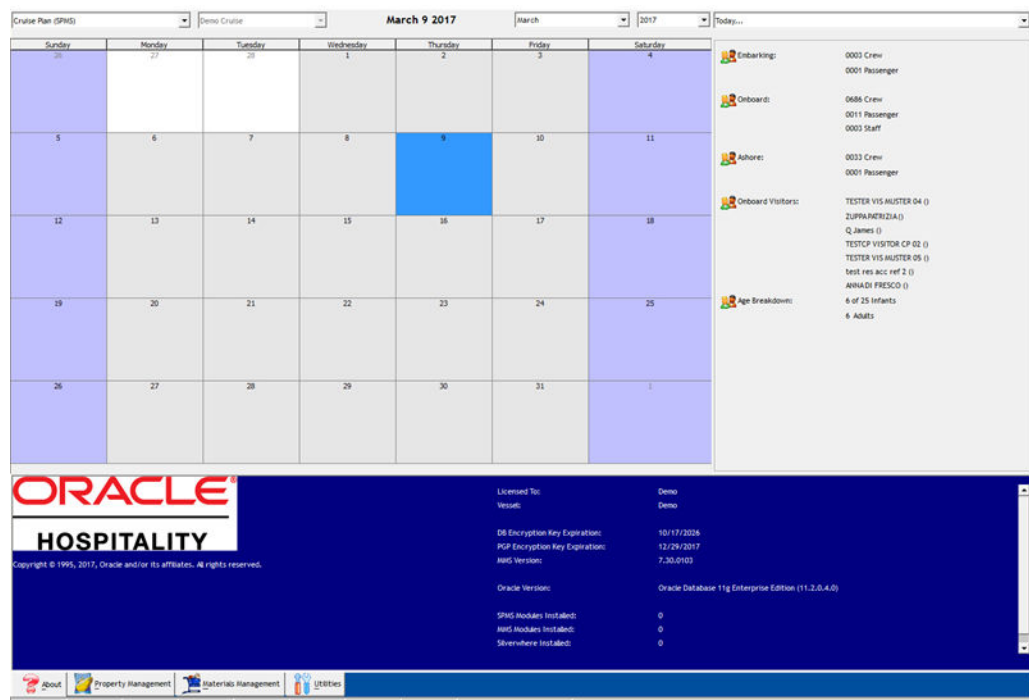 Cruise Plan (SPMS) Demo Cruise March 9 2017 March 2017 Today...
Sunday Monday Tuesday Wednesday Thursday Friday Saturday
26 27 28 1 2 3 4
5 6 7 8 9 10 11
12 13 14 15 16 17 18
19 20 21 22 23 24 25
26 27 28 29 30 31 1
Embarking: 0003 Crew
0001 Passenger
Onboard: 0686 Crew
0011 Passenger
0003 Staff
Ashore: 0033 Crew
0001 Passenger
Onboard Visitors: TESTER VIS MUSTER 04 ()
ZUPPAPATRIZIA()
Q James ()
TESTCP VISITOR CP 02 ()
TESTER VIS MUSTER 05 ()
test res acc ref 2 ()
ANNADI FRESCO ()
Age Breakdown: 6 of 25 Infants
6 Adults
ORACLE®
HOSPITALITY
Copyright © 1995, 2017, Oracle and/or its affiliates. All rights reserved.
Licensed To: Demo
Vessel: Demo
DB Encryption Key Expiration: 10/17/2026
PGP Encryption Key Expiration: 12/29/2017
MMS Version: 7.30.0103
Oracle Version: Oracle Database 11g Enterprise Edition (11.2.0.4.0)
SPMS Modules Installed: 0
MMS Modules Installed: 0
Silverwhere Installed: 0
About Property Management Materials Management Utilities